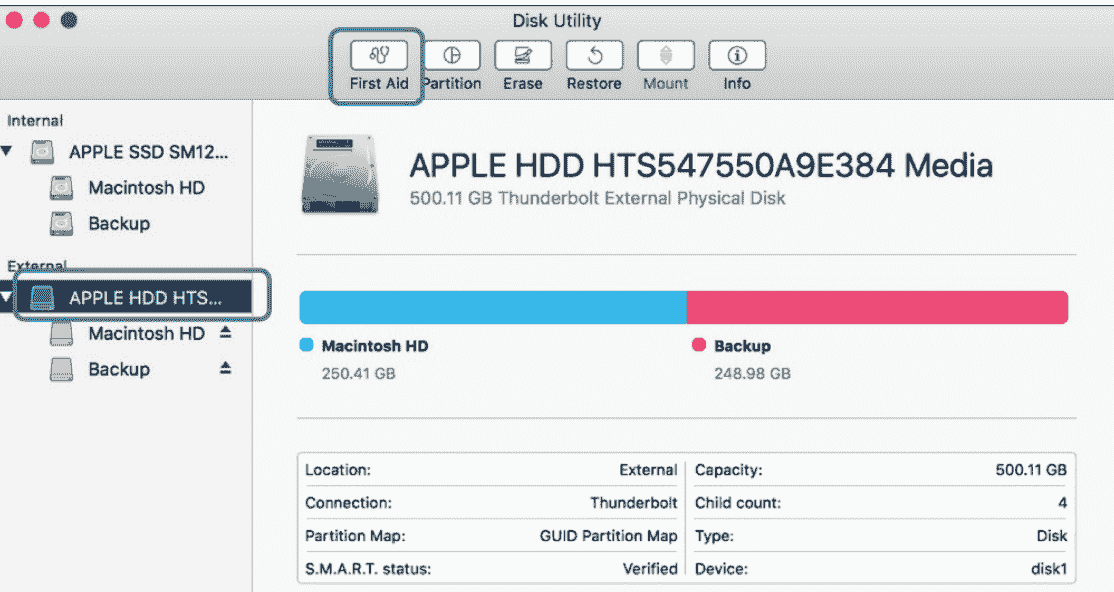 Disk Utility
First Aid Partition Erase Restore Mount Info
Internal
APPLE SSD SM12...
Macintosh HD
Backup
External
APPLE HDD HTS...
Macintosh HD
Backup
APPLE HDD HTS547550A9E384 Media
500.11 GB Thunderbolt External Physical Disk
Macintosh HD Backup
250.41 GB 248.98 GB
Location: External Capacity: 500.11 GB
Connection: Thunderbolt Child count: 4
Partition Map: GUID Partition Map Type: Disk
S.M.A.R.T. status: Verified Device: disk1